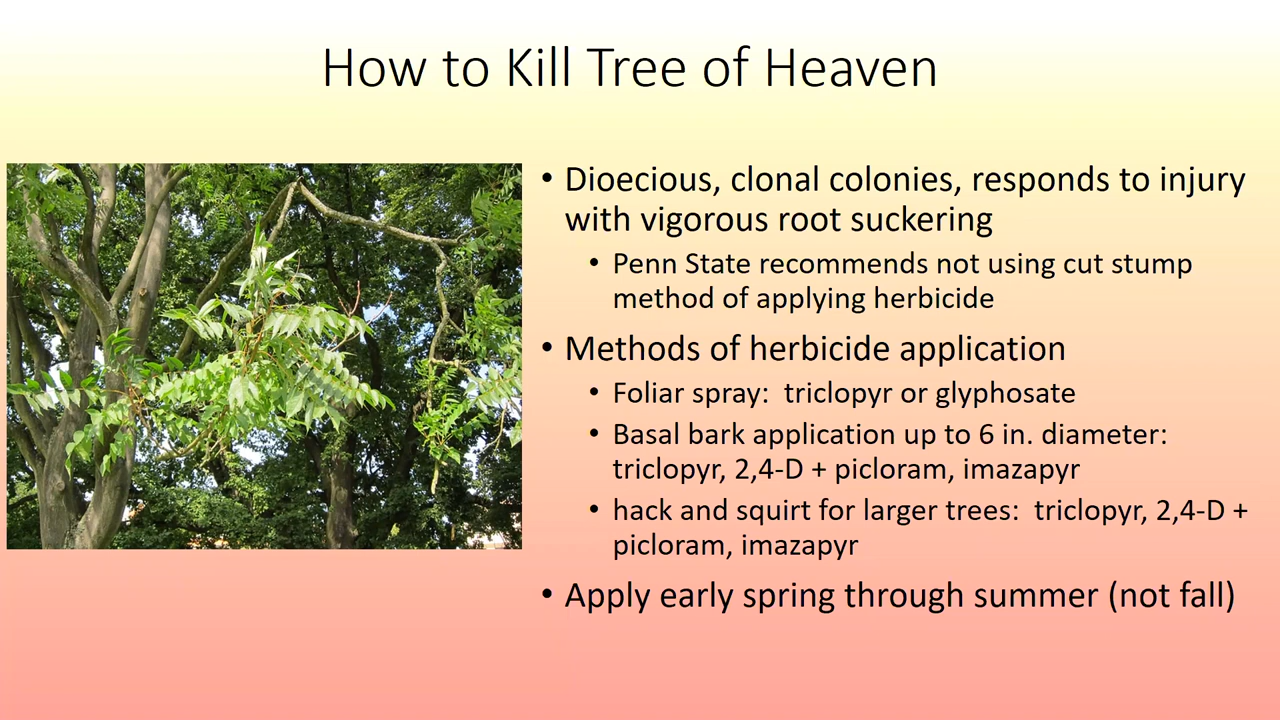 How to Kill Tree of Heaven
• Dioecious, clonal colonies, responds to injury
with vigorous root suckering
• Penn State recommends not using cut stump
method of applying herbicide
• Methods of herbicide application
• Foliar spray:  triclopyr or glyphosate
• Basal bark application up to 6 in. diameter:
triclopyr, 2,4-D + picloram, imazapyr
• hack and squirt for larger trees:  triclopyr, 2,4-D +
picloram, imazapyr
• Apply early spring through summer (not fall)